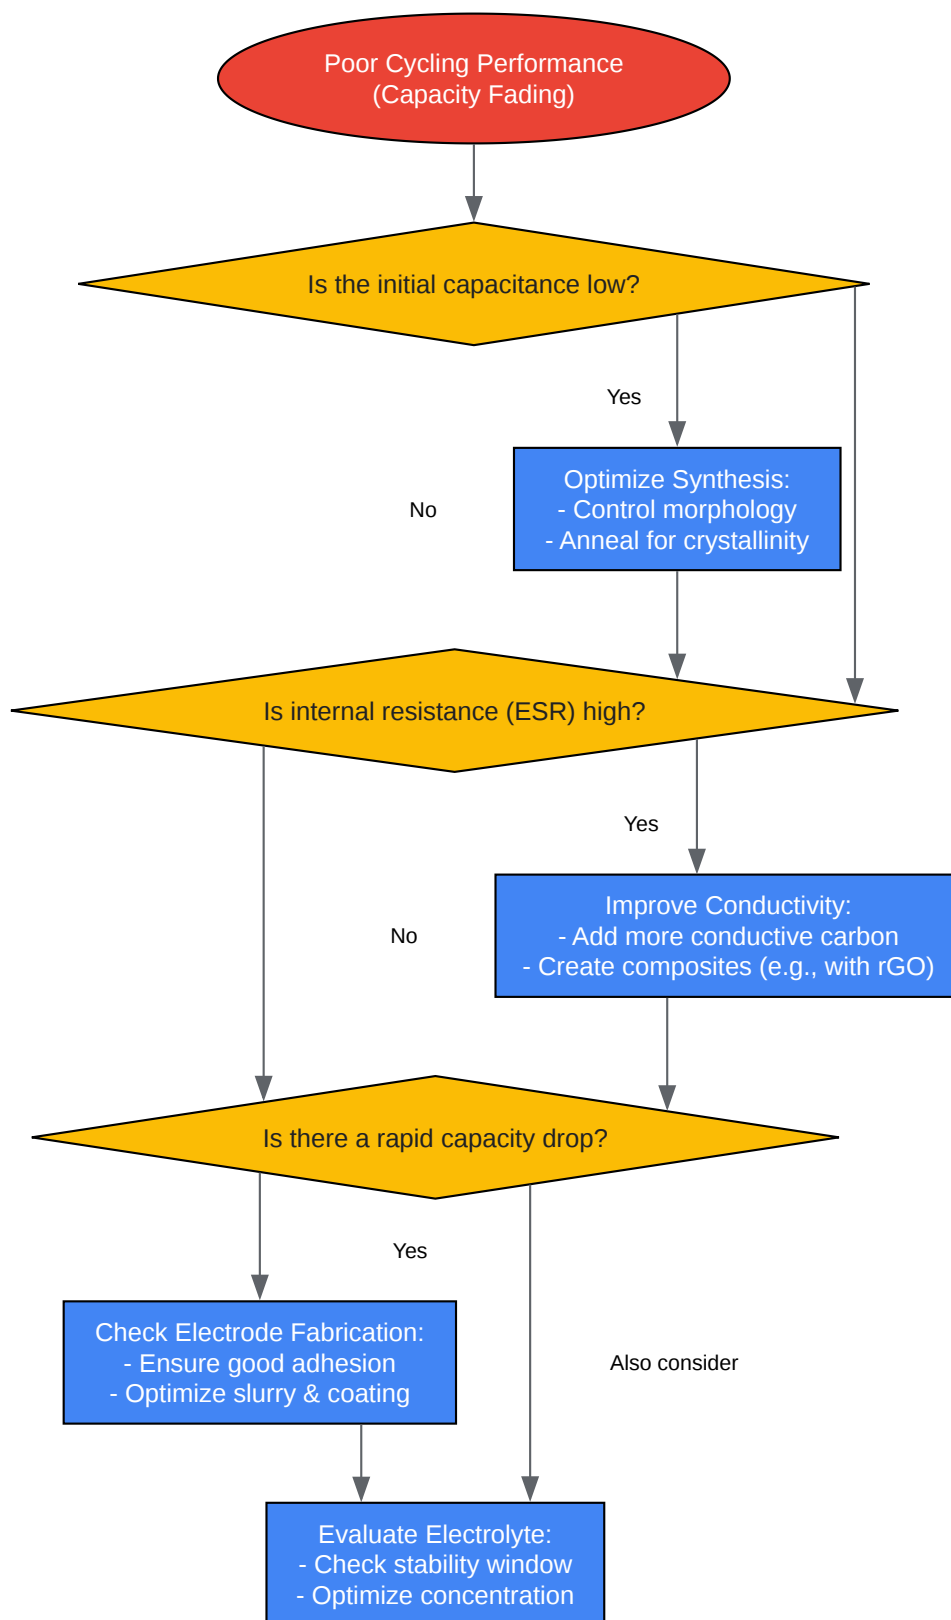 Poor Cycling Performance
(Capacity Fading)
Is the initial capacitance low?
Yes
Optimize Synthesis:
- Control morphology
- Anneal for crystallinity
No
Is internal resistance (ESR) high?
Yes
Improve Conductivity:
- Add more conductive carbon
- Create composites (e.g., with rGO)
No
Is there a rapid capacity drop?
Yes
Check Electrode Fabrication:
- Ensure good adhesion
- Optimize slurry & coating
Also consider
Evaluate Electrolyte:
- Check stability window
- Optimize concentration